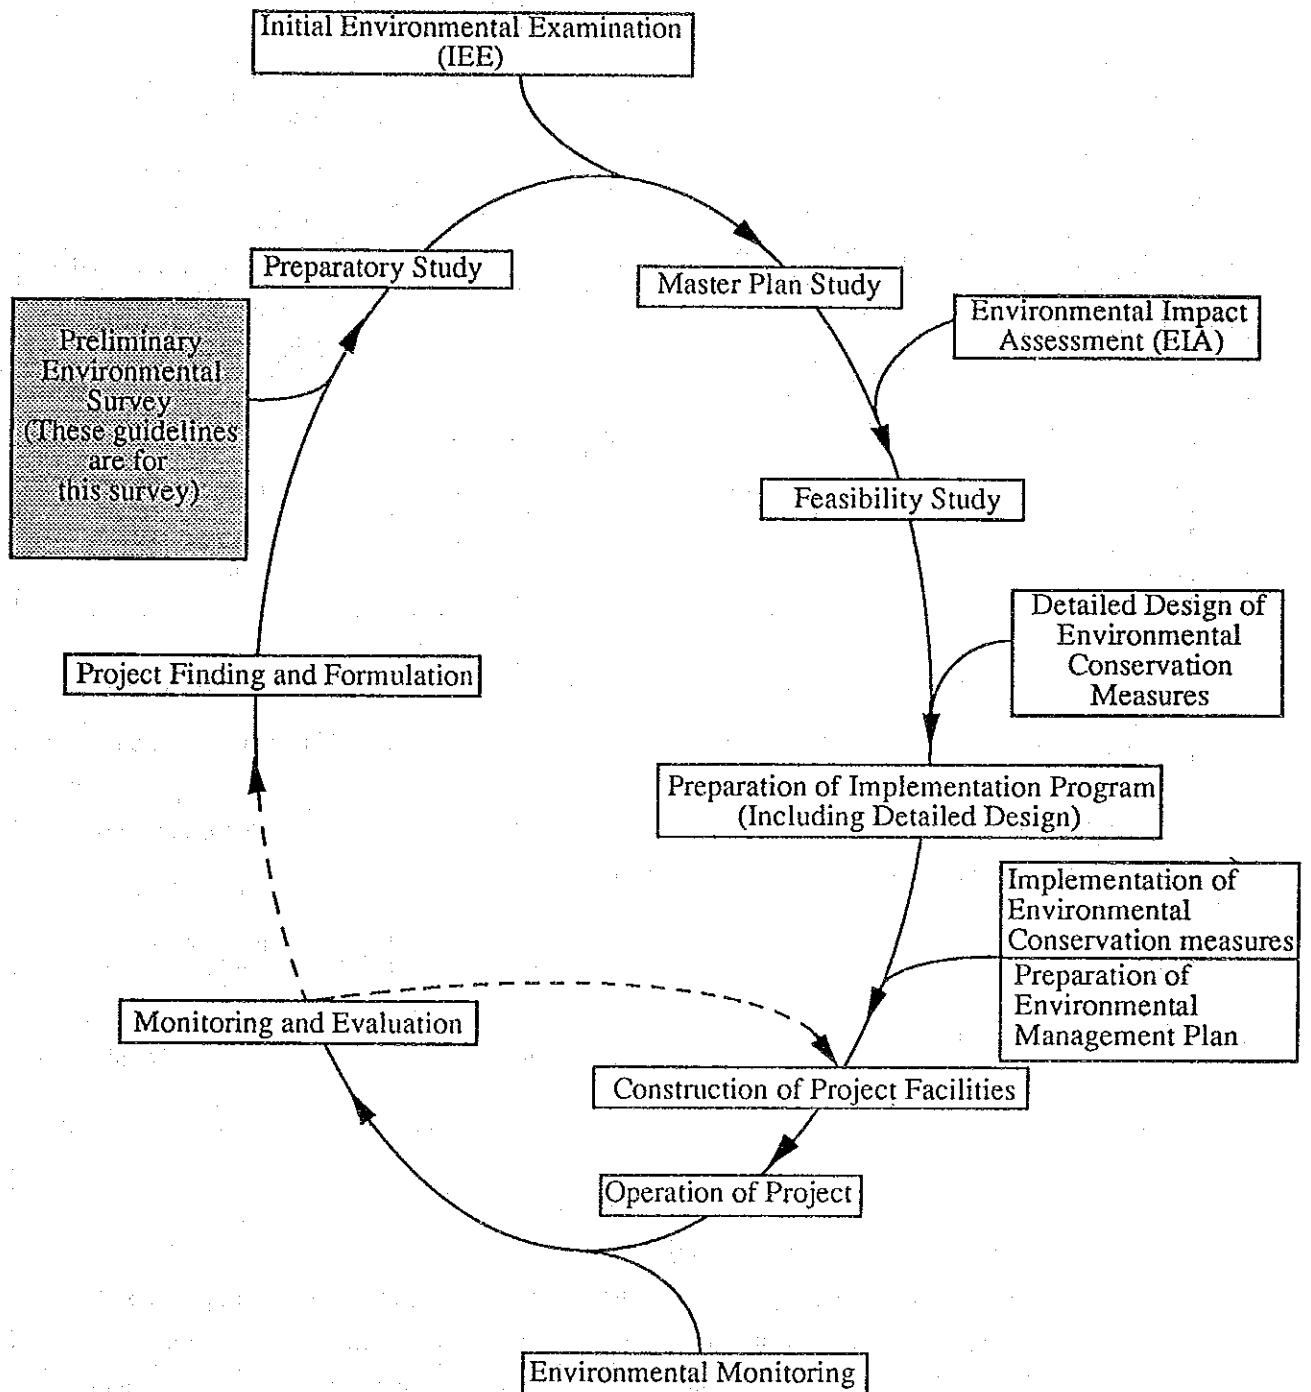 Initial Environmental Examination
(IEE)
Preparatory Study
Master Plan Study
Environmental Impact
Assessment (EIA)
Preliminary
Environmental
Survey
(These guidelines
are for
this survey)
Feasibility Study
Detailed Design of
Environmental
Conservation
Measures
Project Finding and Formulation
Preparation of Implementation Program
(Including Detailed Design)
Implementation of
Environmental
Conservation measures
Preparation of
Environmental
Management Plan
Monitoring and Evaluation
Construction of Project Facilities
Operation of Project
Environmental Monitoring